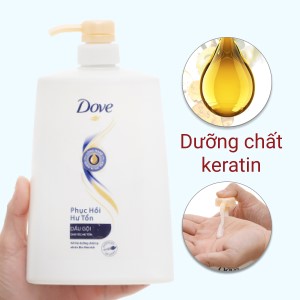 Dove
Phục Hồi
Hư Tổn
DẦU GỘI
Dưỡng chất
keratin